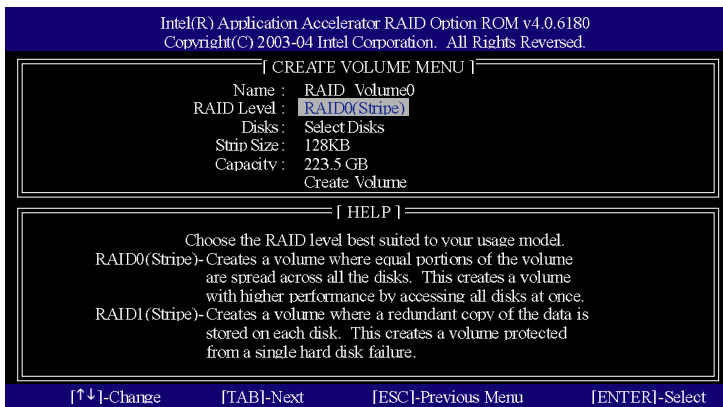 Intel(R) Application Accelerator RAID Option ROM v4.0.6180
Copyright(C) 2003-04 Intel Corporation. All Rights Reversed.
[ CREATE VOLUME MENU ]
Name : RAID_Volume0
RAID Level : RAID0(Stripe)
Disks : Select Disks
Strip Size : 128KB
Capacity : 223.5 GB
Create Volume
[ HELP ]
Choose the RAID level best suited to your usage model.
RAID0(Stripe)- Creates a volume where equal portions of the volume
are spread across all the disks. This creates a volume
with higher performance by accessing all disks at once.
RAID1(Stripe)- Creates a volume where a redundant copy of the data is
stored on each disk. This creates a volume protected
from a single hard disk failure.
[↑↓]-Change [TAB]-Next [ESC]-Previous Menu [ENTER]-Select